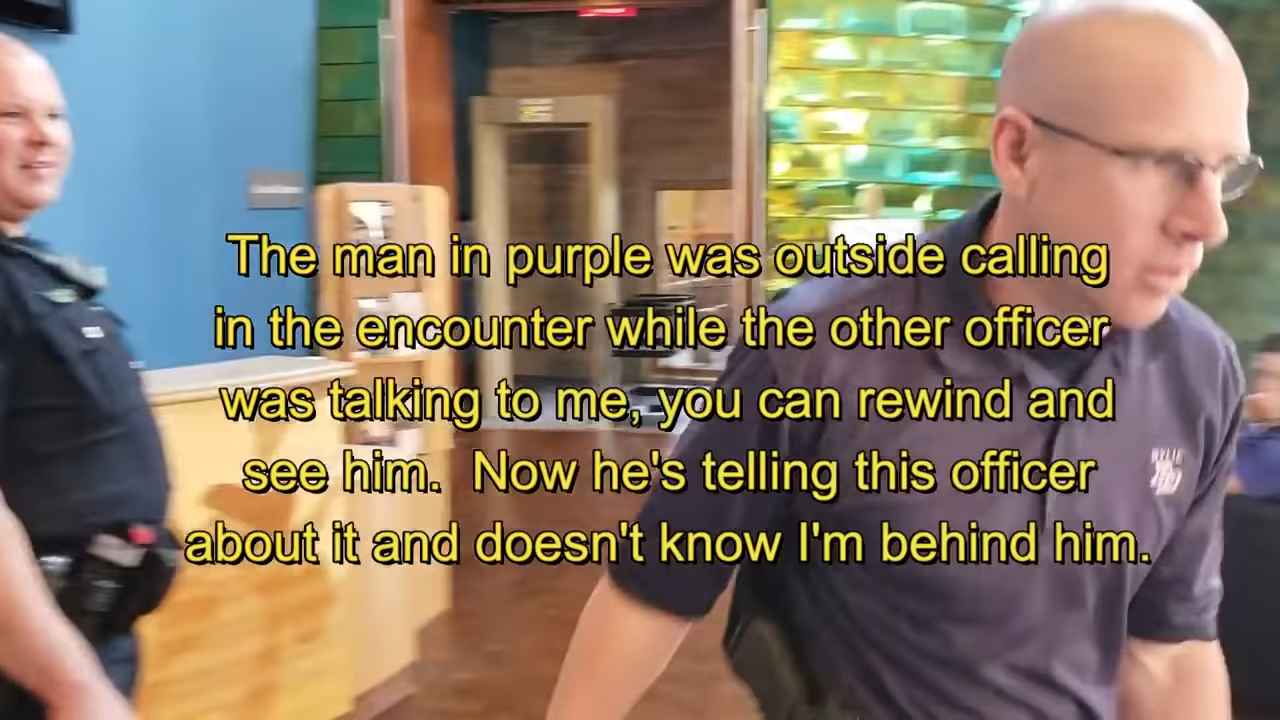 The man in purple was outside calling
in the encounter while the other officer
was talking to me, you can rewind and
see him.  Now he's telling this officer
about it and doesn't know I'm behind him.